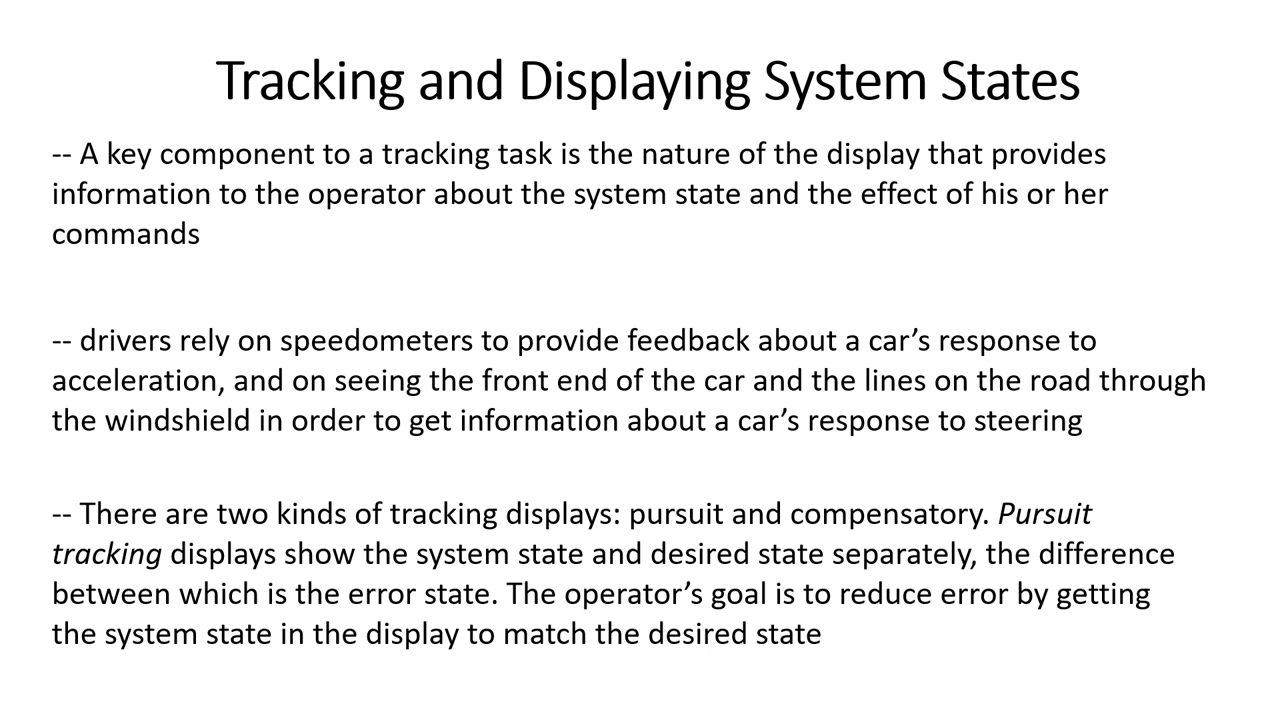 Tracking and Displaying System States
-- A key component to a tracking task is the nature of the display that provides
information to the operator about the system state and the effect of his or her
commands
-- drivers rely on speedometers to provide feedback about a car’s response to
acceleration, and on seeing the front end of the car and the lines on the road through
the windshield in order to get information about a car’s response to steering
-- There are two kinds of tracking displays: pursuit and compensatory. Pursuit
tracking displays show the system state and desired state separately, the difference
between which is the error state. The operator’s goal is to reduce error by getting
the system state in the display to match the desired state